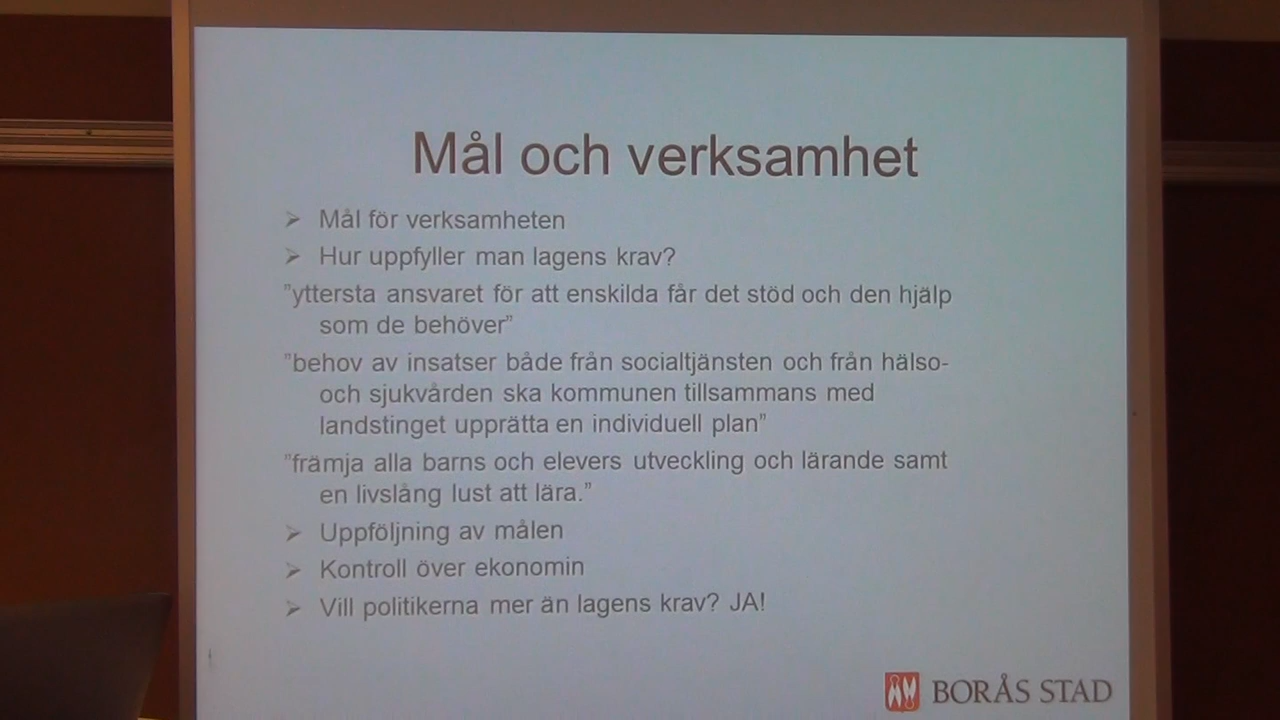 Mål och verksamhet
➢ Mål för verksamheten
➢ Hur uppfyller man lagens krav?
”yttersta ansvaret för att enskilda får det stöd och den hjälp
som de behöver”
”behov av insatser både från socialtjänsten och från hälso-
och sjukvården ska kommunen tillsammans med
landstinget upprätta en individuell plan”
”främja alla barns och elevers utveckling och lärande samt
en livslång lust att lära.”
➢ Uppföljning av målen
➢ Kontroll över ekonomin
➢ Vill politikerna mer än lagens krav? JA!
BORÅS STAD